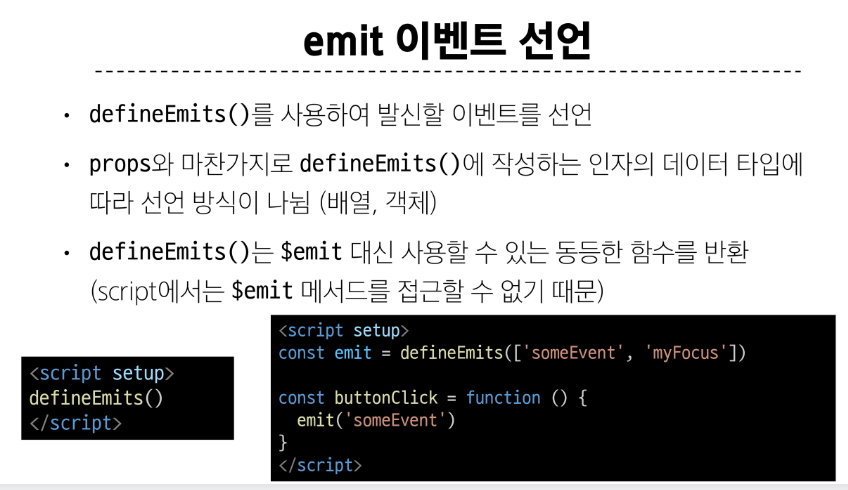 emit 이벤트 선언
• defineEmits()를 사용하여 발신할 이벤트를 선언
• props와 마찬가지로 defineEmits()에 작성하는 인자의 데이터 타입에
따라 선언 방식이 나뉨 (배열, 객체)
• defineEmits()는 $emit 대신 사용할 수 있는 동등한 함수를 반환
(script에서는 $emit 메서드를 접근할 수 없기 때문)
<script setup>
defineEmits()
</script>
<script setup>
const emit = defineEmits(['someEvent', 'myFocus'])

const buttonClick = function () {
  emit('someEvent')
}
</script>